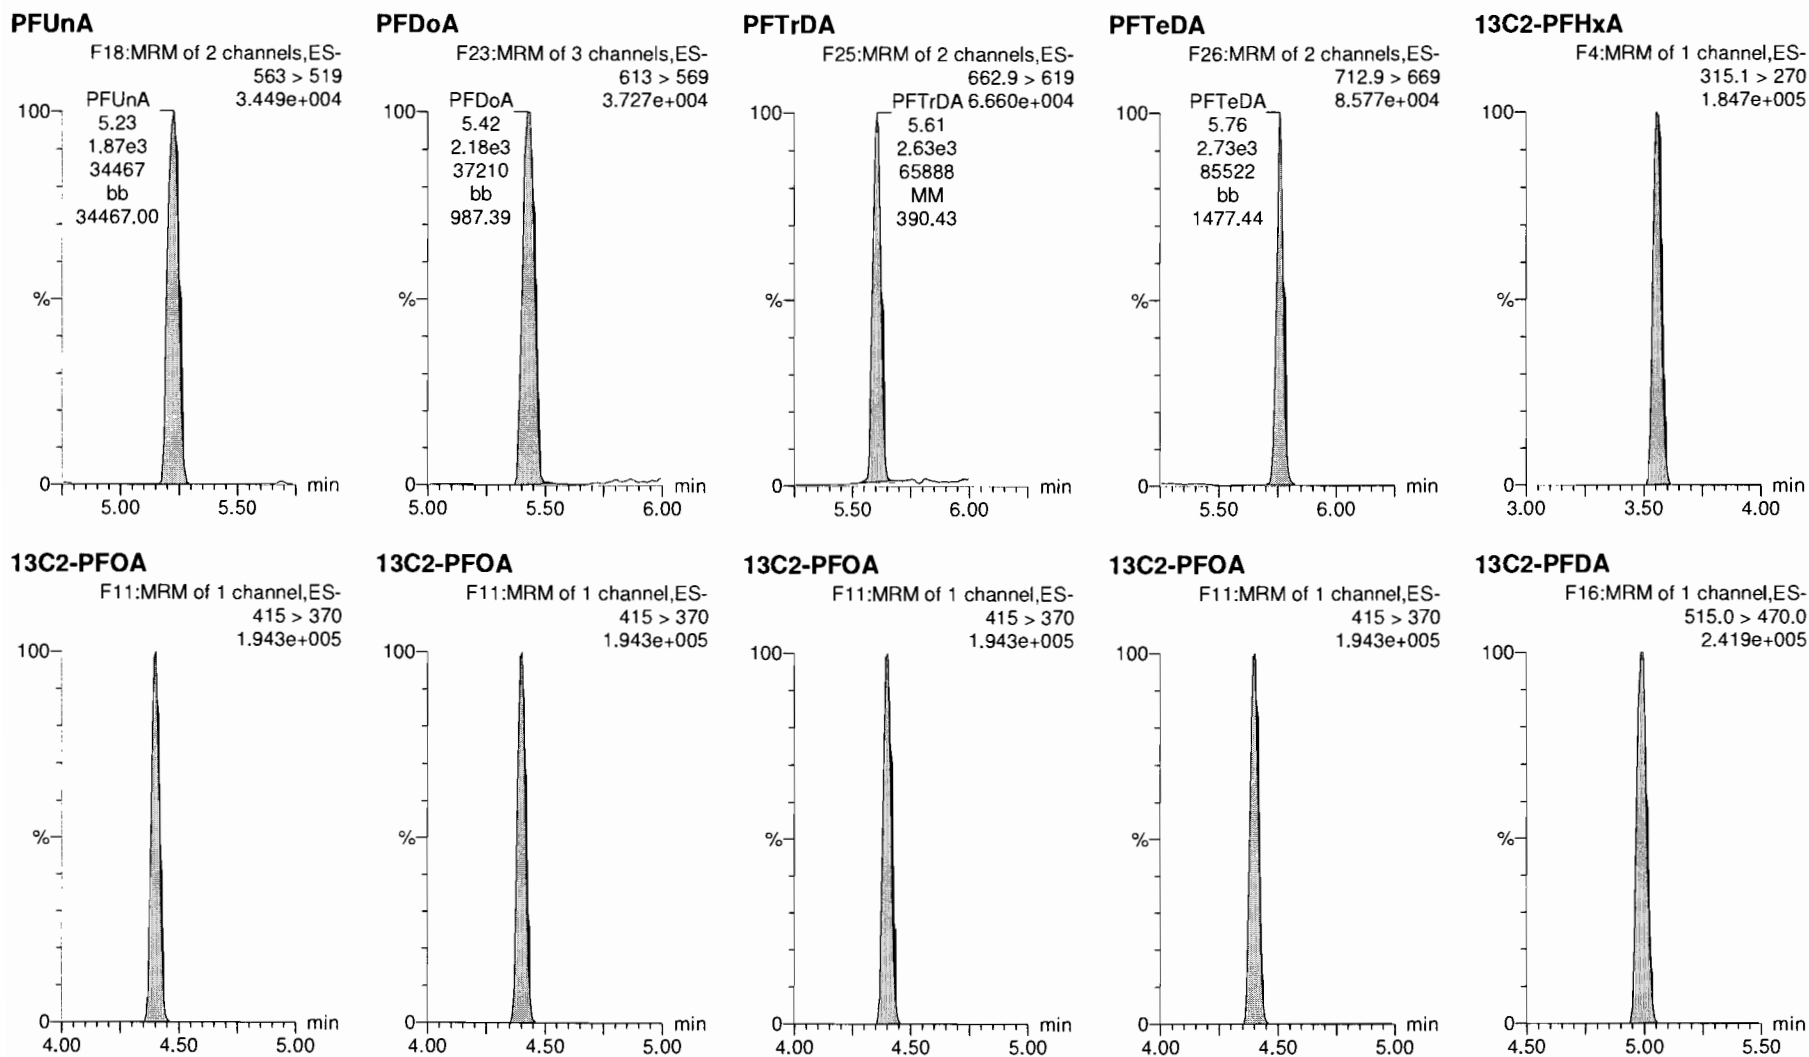 PFUnA
F18:MRM of 2 channels,ES-
563 > 519
3.449e+004
100
PFUnA
5.23
1.87e3
34467
bb
34467.00
%
0
min
5.00 5.50
PFDoA
F23:MRM of 3 channels,ES-
613 > 569
3.727e+004
100
PFDoA
5.42
2.18e3
37210
bb
987.39
%
0
min
5.00 5.50 6.00
PFTrDA
F25:MRM of 2 channels,ES-
662.9 > 619
PFTrDA 6.660e+004
100
5.61
2.63e3
65888
MM
390.43
%
0
min
5.50 6.00
PFTeDA
F26:MRM of 2 channels,ES-
712.9 > 669
8.577e+004
100
PFTeDA
5.76
2.73e3
85522
bb
1477.44
%
0
min
5.50 6.00
13C2-PFHxA
F4:MRM of 1 channel,ES-
315.1 > 270
1.847e+005
100
%
0
min
3.00 3.50 4.00
13C2-PFOA
F11:MRM of 1 channel,ES-
415 > 370
1.943e+005
100
%
0
min
4.00 4.50 5.00
13C2-PFOA
F11:MRM of 1 channel,ES-
415 > 370
1.943e+005
100
%
0
min
4.00 4.50 5.00
13C2-PFOA
F11:MRM of 1 channel,ES-
415 > 370
1.943e+005
100
%
0
min
4.00 4.50 5.00
13C2-PFOA
F11:MRM of 1 channel,ES-
415 > 370
1.943e+005
100
%
0
min
4.00 4.50 5.00
13C2-PFDA
F16:MRM of 1 channel,ES-
515.0 > 470.0
2.419e+005
100
%
0
min
4.50 5.00 5.50